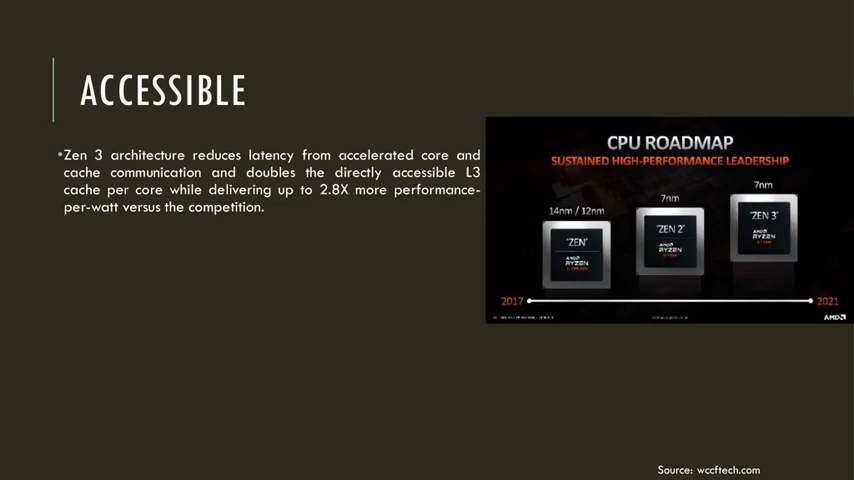 ACCESSIBLE
•Zen 3 architecture reduces latency from accelerated core and
cache communication and doubles the directly accessible L3
cache per core while delivering up to 2.8X more performance-
per-watt versus the competition.
CPU ROADMAP
SUSTAINED HIGH-PERFORMANCE LEADERSHIP
14nm / 12nm
7nm
7nm
"ZEN"
AMD
RYZEN
"ZEN 2"
AMD
RYZEN
"ZEN 3"
AMD
RYZEN
2017
2021
AMD
Source: wccftech.com